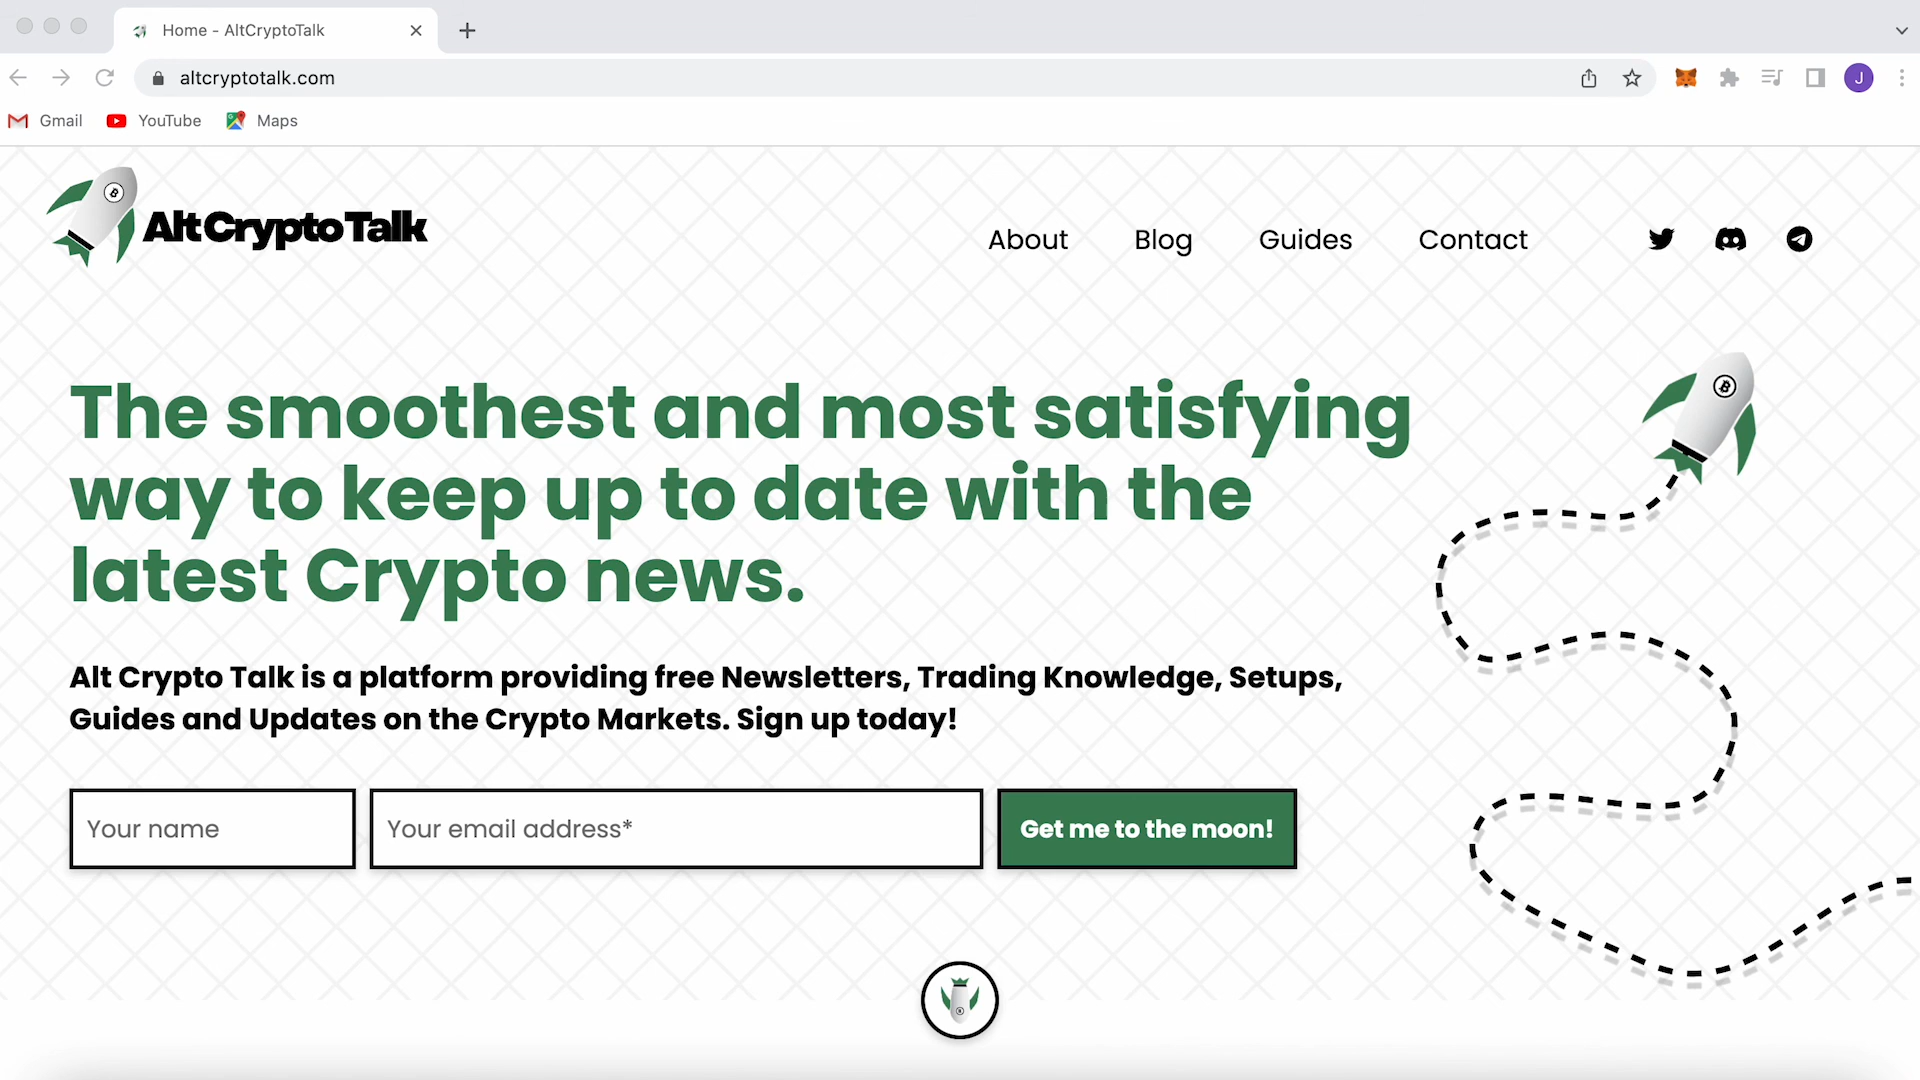 Home - AltCryptoTalk
altcryptotalk.com
J
Gmail
YouTube
Maps
AltCryptoTalk
About
Blog
Guides
Contact
The smoothest and most satisfying
way to keep up to date with the
latest Crypto news.
Alt Crypto Talk is a platform providing free Newsletters, Trading Knowledge, Setups,
Guides and Updates on the Crypto Markets. Sign up today!
Your name
Your email address*
Get me to the moon!